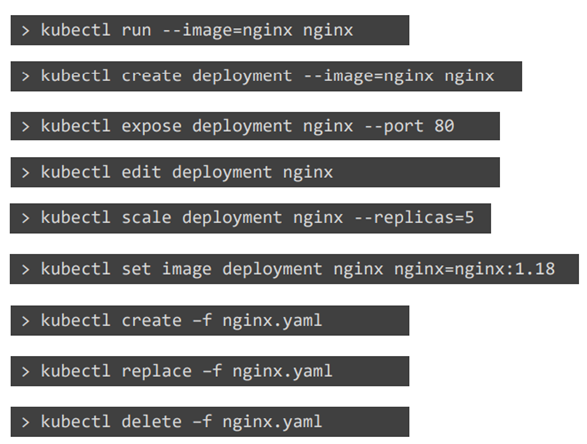 > kubectl run --image=nginx nginx
> kubectl create deployment --image=nginx nginx
> kubectl expose deployment nginx --port 80
> kubectl edit deployment nginx
> kubectl scale deployment nginx --replicas=5
> kubectl set image deployment nginx nginx=nginx:1.18
> kubectl create –f nginx.yaml
> kubectl replace –f nginx.yaml
> kubectl delete –f nginx.yaml